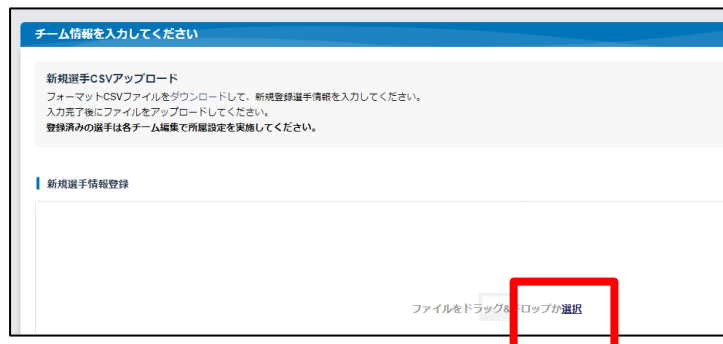 チーム情報を入力してください
新規選手CSVアップロード
フォーマットCSVファイルをダウンロードして、新規登録選手情報を入力してください。
入力完了後にファイルをアップロードしてください。
登録済みの選手は各チーム編集で所属設定を実施してください。
新規選手情報登録
ファイルをドラッグ&ドロップか選択